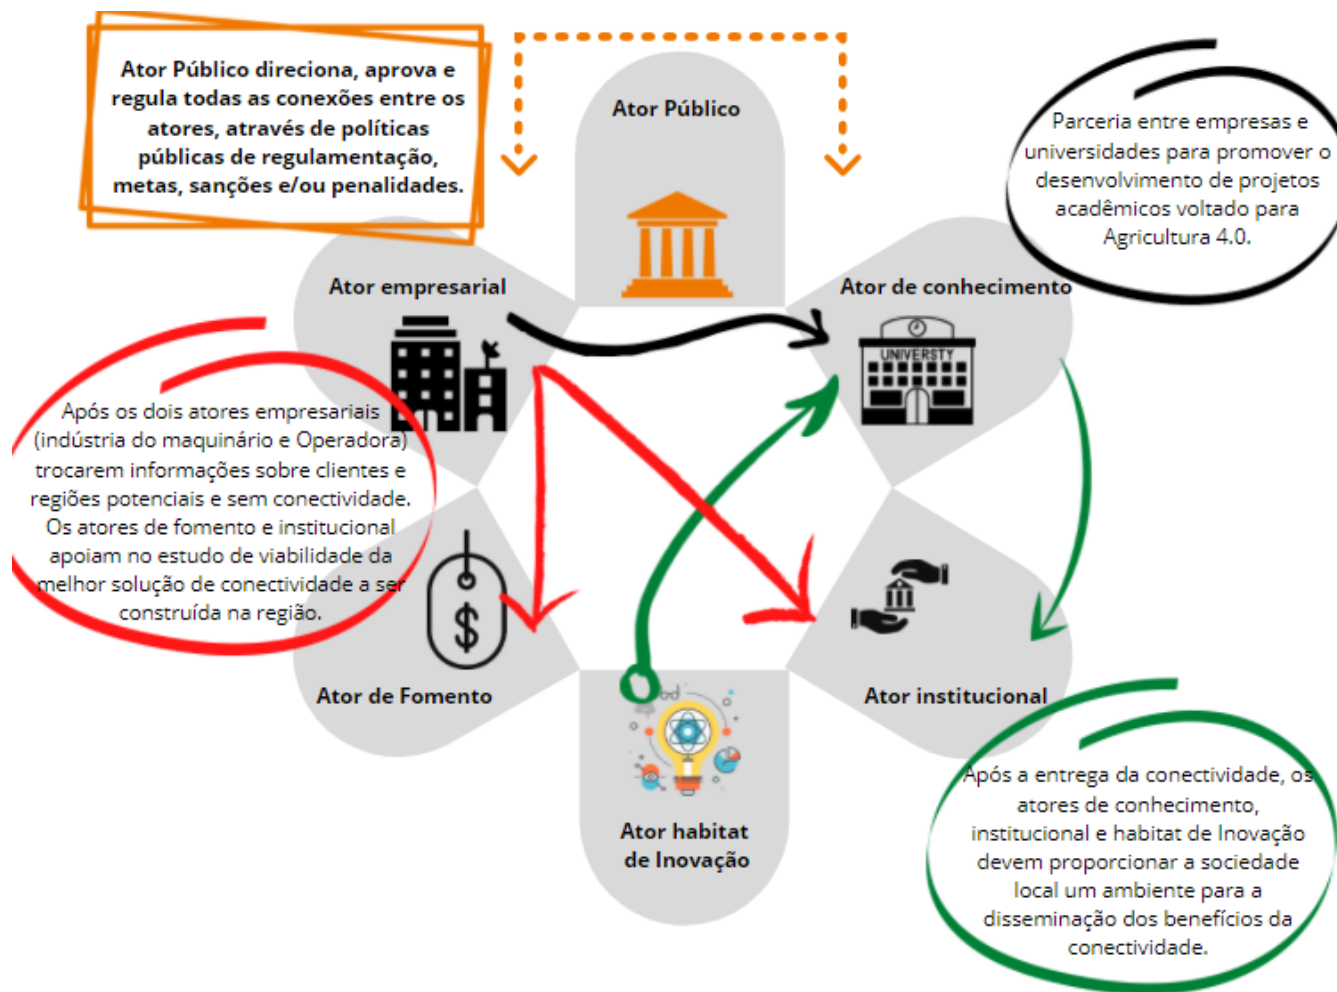 Ator Público direciona, aprova e
regula todas as conexões entre os
atores, através de políticas
públicas de regulamentação,
metas, sanções e/ou penalidades.
Ator Público
Parceria entre empresas e
universidades para promover o
desenvolvimento de projetos
acadêmicos voltado para
Agricultura 4.0.
Ator empresarial
Ator de conhecimento
UNIVERSTY
Após os dois atores empresariais
(indústria do maquinário e Operadora)
trocarem informações sobre clientes e
regiões potenciais e sem conectividade.
Os atores de fomento e institucional
apoiam no estudo de viabilidade da
melhor solução de conectividade a ser
construída na região.
$
Ator de Fomento
Ator institucional
Ator habitat
de Inovação
Após a entrega da conectividade, os
atores de conhecimento,
institucional e habitat de Inovação
devem proporcionar a sociedade
local um ambiente para a
disseminação dos benefícios da
conectividade.